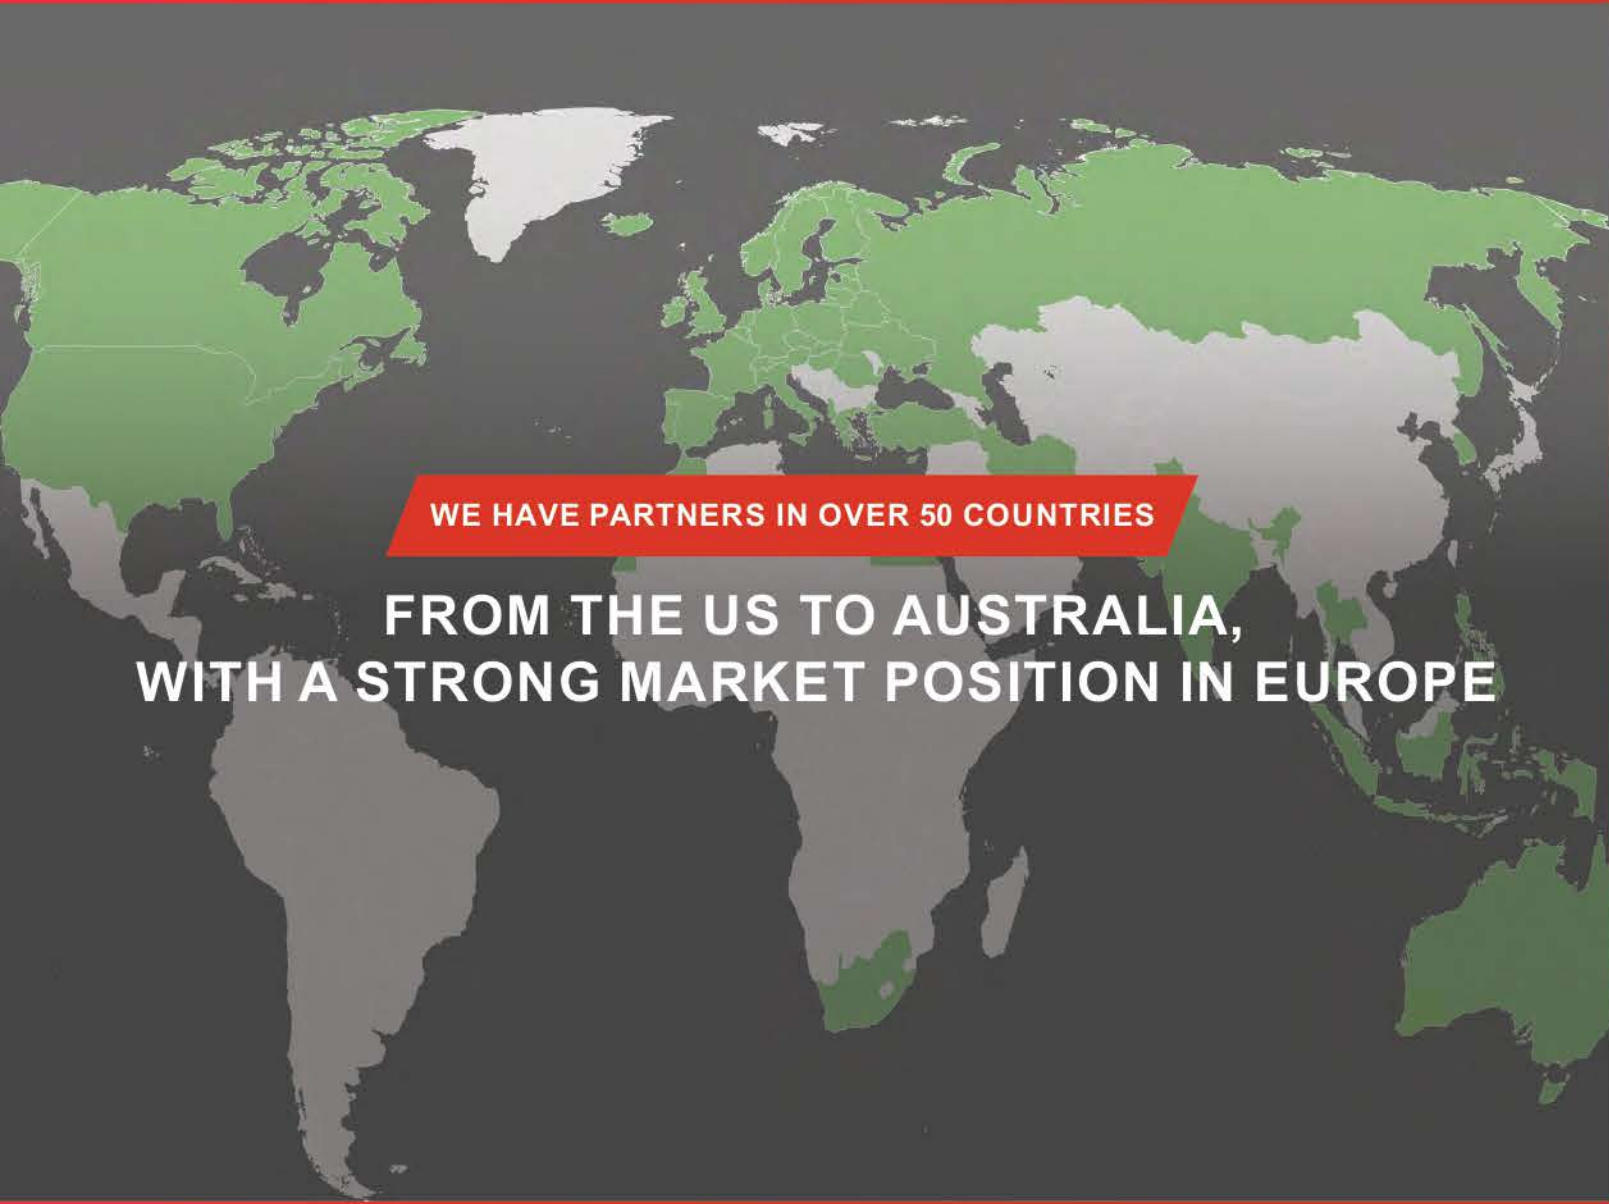 WE HAVE PARTNERS IN OVER 50 COUNTRIES
FROM THE US TO AUSTRALIA,
WITH A STRONG MARKET POSITION IN EUROPE